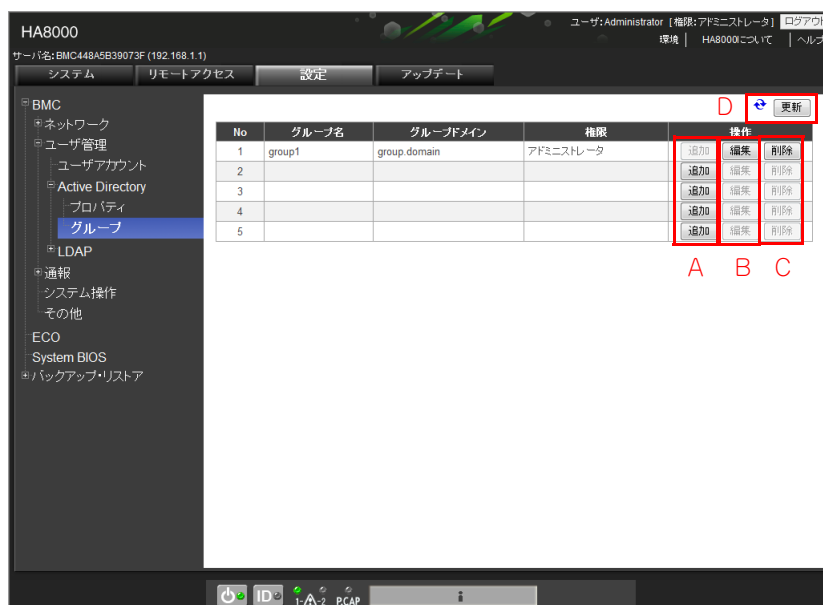 HA8000
ユーザ:Administrator [権限:アドミニストレータ] ログアウト
環境 | HA8000について | ヘルプ
サーバ名:BMC448A5B39073F (192.168.1.1)
システム リモートアクセス 設定 アップデート
BMC
ネットワーク
ユーザ管理
ユーザアカウント
Active Directory
プロパティ
グループ
LDAP
通報
システム操作
その他
ECO
System BIOS
バックアップ・リストア
D 更新
No グループ名 グループドメイン 権限 操作
1 group1 group.domain アドミニストレータ 追加 編集 削除
2 追加 編集 削除
3 追加 編集 削除
4 追加 編集 削除
5 追加 編集 削除
A B C
ID 1-2 P.CAP i